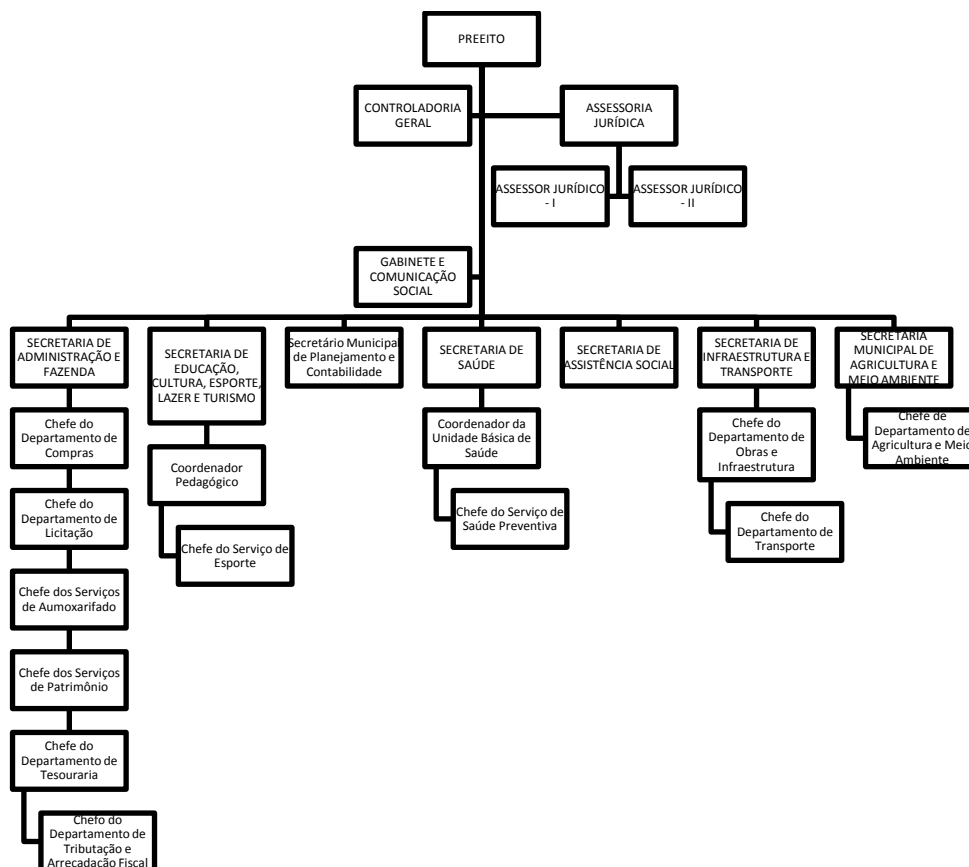 PREEITO
CONTROLADORIA
GERAL
ASSESSORIA
JURÍDICA
ASSESSOR JURÍDICO
- I
ASSESSOR JURÍDICO
- II
GABINETE E
COMUNICAÇÃO
SOCIAL
SECRETARIA DE
ADMINISTRAÇÃO E
FAZENDA
SECRETARIA DE
EDUCAÇÃO,
CULTURA, ESPORTE,
LAZER E TURISMO
Secretário Municipal
de Planejamento e
Contabilidade
SECRETARIA DE
SAÚDE
SECRETARIA DE
ASSISTÊNCIA SOCIAL
SECRETARIA DE
INFRAESTRUTURA E
TRANSPORTE
SECRETARIA
MUNICIPAL DE
AGRICULTURA E
MEIO AMBIENTE
Chefe do
Departamento de
Compras
Coordenador
Pedagógico
Coordenador da
Unidade Básica de
Saúde
Chefe do
Departamento de
Obras e
Infraestrutura
Chefe de
Departamento de
Agricultura e Meio
Ambiente
Chefe do
Departamento de
Licitação
Chefe do Serviço de
Esporte
Chefe do Serviço de
Saúde Preventiva
Chefe do
Departamento de
Transporte
Chefe dos Serviços
de Aumoxarifado
Chefe dos Serviços
de Patrimônio
Chefe do
Departamento de
Tesouraria
Chefo do
Departamento de
Tributação e
Arrecadação Fiscal